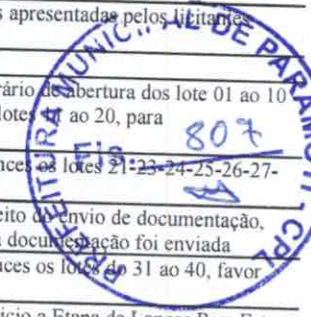 s apresentadas pelos licitantes
rário de abertura dos lote 01 ao 10
lotes 11 ao 20, para
nces os lotes 21-23-24-25-26-27-
eito do envio de documentação,
a documentação foi enviada
nces os lotes do 31 ao 40, favor
PREFEITURA MUNIC. AL DE PARAMOTI - CPL
Fls: 807